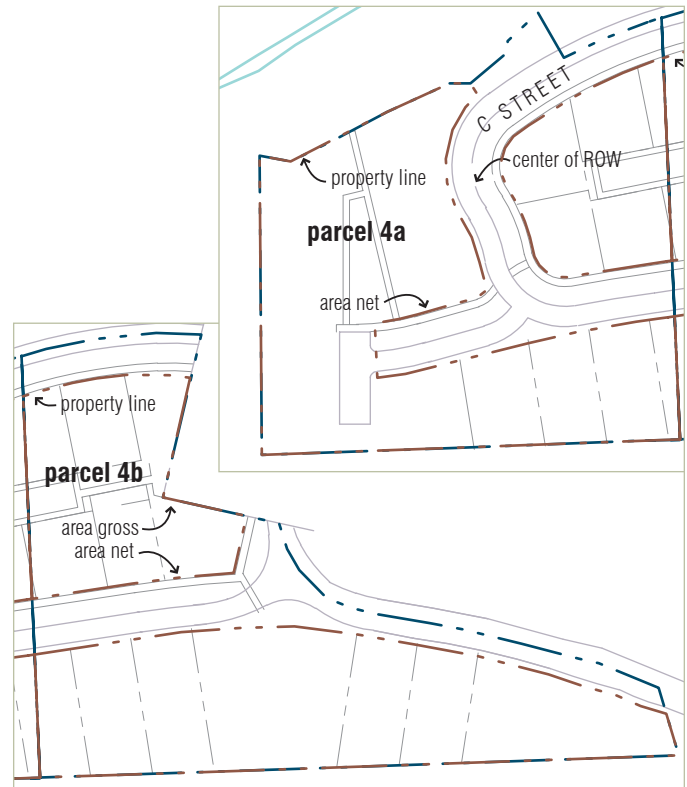 C STREET
center of ROW
property line
parcel 4a
area net
property line
parcel 4b
area gross
area net